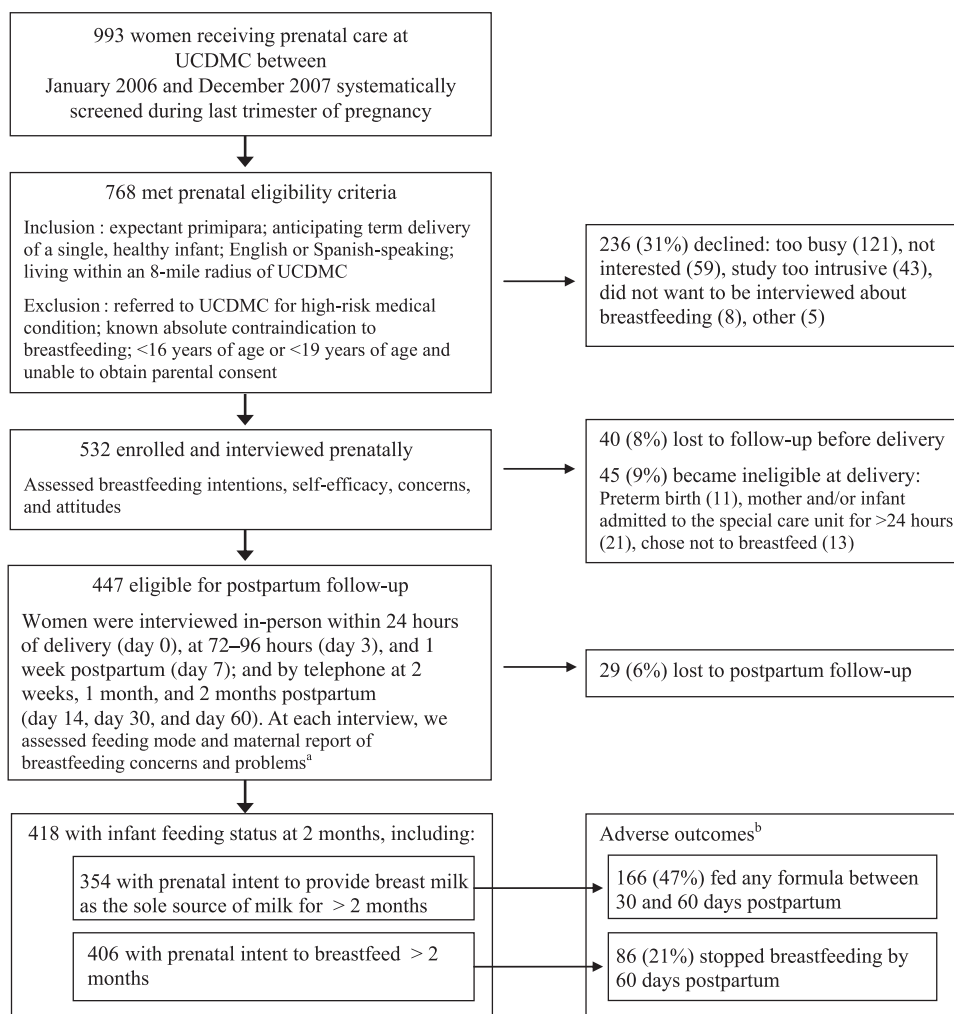 993 women receiving prenatal care at
UCDMC between
January 2006 and December 2007 systematically
screened during last trimester of pregnancy
768 met prenatal eligibility criteria
Inclusion : expectant primipara; anticipating term delivery
of a single, healthy infant; English or Spanish-speaking;
living within an 8-mile radius of UCDMC
Exclusion : referred to UCDMC for high-risk medical
condition; known absolute contraindication to
breastfeeding; <16 years of age or <19 years of age and
unable to obtain parental consent
236 (31%) declined: too busy (121), not
interested (59), study too intrusive (43),
did not want to be interviewed about
breastfeeding (8), other (5)
532 enrolled and interviewed prenatally
Assessed breastfeeding intentions, self-efficacy, concerns,
and attitudes
40 (8%) lost to follow-up before delivery
45 (9%) became ineligible at delivery:
Preterm birth (11), mother and/or infant
admitted to the special care unit for >24 hours
(21), chose not to breastfeed (13)
447 eligible for postpartum follow-up
Women were interviewed in-person within 24 hours
of delivery (day 0), at 72–96 hours (day 3), and 1
week postpartum (day 7); and by telephone at 2
weeks, 1 month, and 2 months postpartum
(day 14, day 30, and day 60). At each interview, we
assessed feeding mode and maternal report of
breastfeeding concerns and problemsª
29 (6%) lost to postpartum follow-up
418 with infant feeding status at 2 months, including:
354 with prenatal intent to provide breast milk
as the sole source of milk for > 2 months
406 with prenatal intent to breastfeed > 2
months
Adverse outcomesᵇ
166 (47%) fed any formula between
30 and 60 days postpartum
86 (21%) stopped breastfeeding by
60 days postpartum